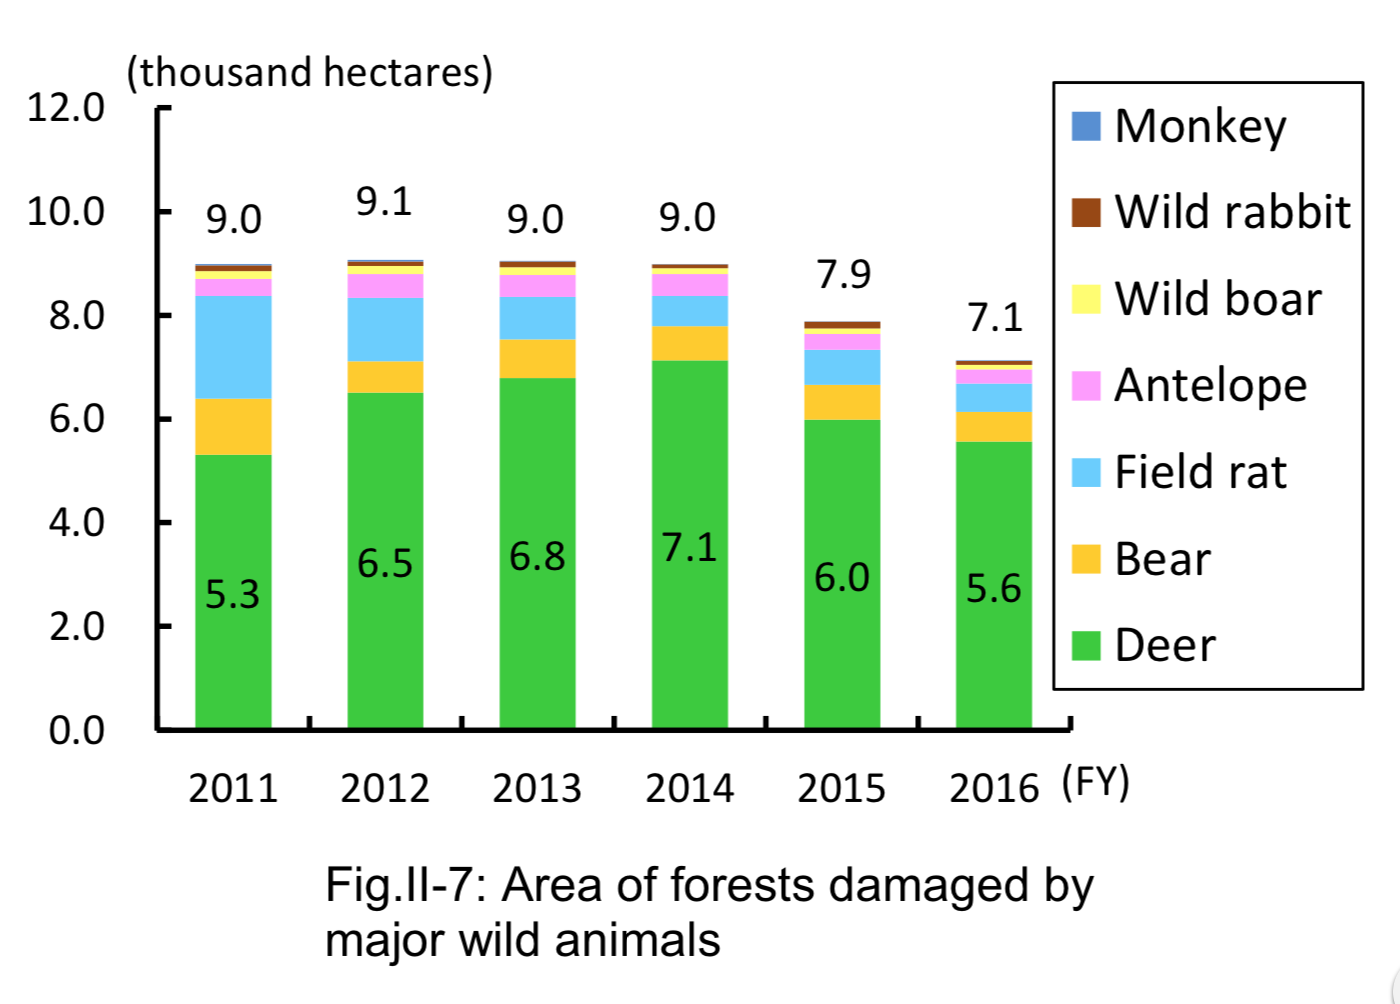 (thousand hectares)
12.0
10.0
8.0
6.0
4.0
2.0
0.0
9.0
9.1
9.0
9.0
7.9
7.1
5.3
6.5
6.8
7.1
6.0
5.6
2011
2012
2013
2014
2015
2016
(FY)
Monkey
Wild rabbit
Wild boar
Antelope
Field rat
Bear
Deer
Fig.II-7: Area of forests damaged by
major wild animals